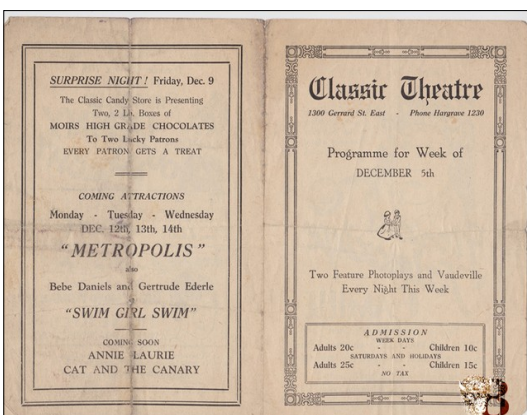 SURPRISE NIGHT! Friday, Dec. 9
The Classic Candy Store is Presenting
Two, 2 Lb. Boxes of
MOIRS HIGH GRADE CHOCOLATES
To Two Lucky Patrons
EVERY PATRON GETS A TREAT
COMING ATTRACTIONS
Monday - Tuesday - Wednesday
DEC. 12th, 13th, 14th
"METROPOLIS"
also
Bebe Daniels and Gertrude Ederle
in
"SWIM GIRL SWIM"
COMING SOON
ANNIE LAURIE
CAT AND THE CANARY
Classic Theatre
1300 Gerrard St. East - Phone Hargrave 1230
Programme for Week of
DECEMBER 5th
Two Feature Photoplays and Vaudeville
Every Night This Week
ADMISSION
WEEK DAYS
Adults 20c - - Children 10c
SATURDAYS AND HOLIDAYS
Adults 25c - - Children 15c
NO TAX